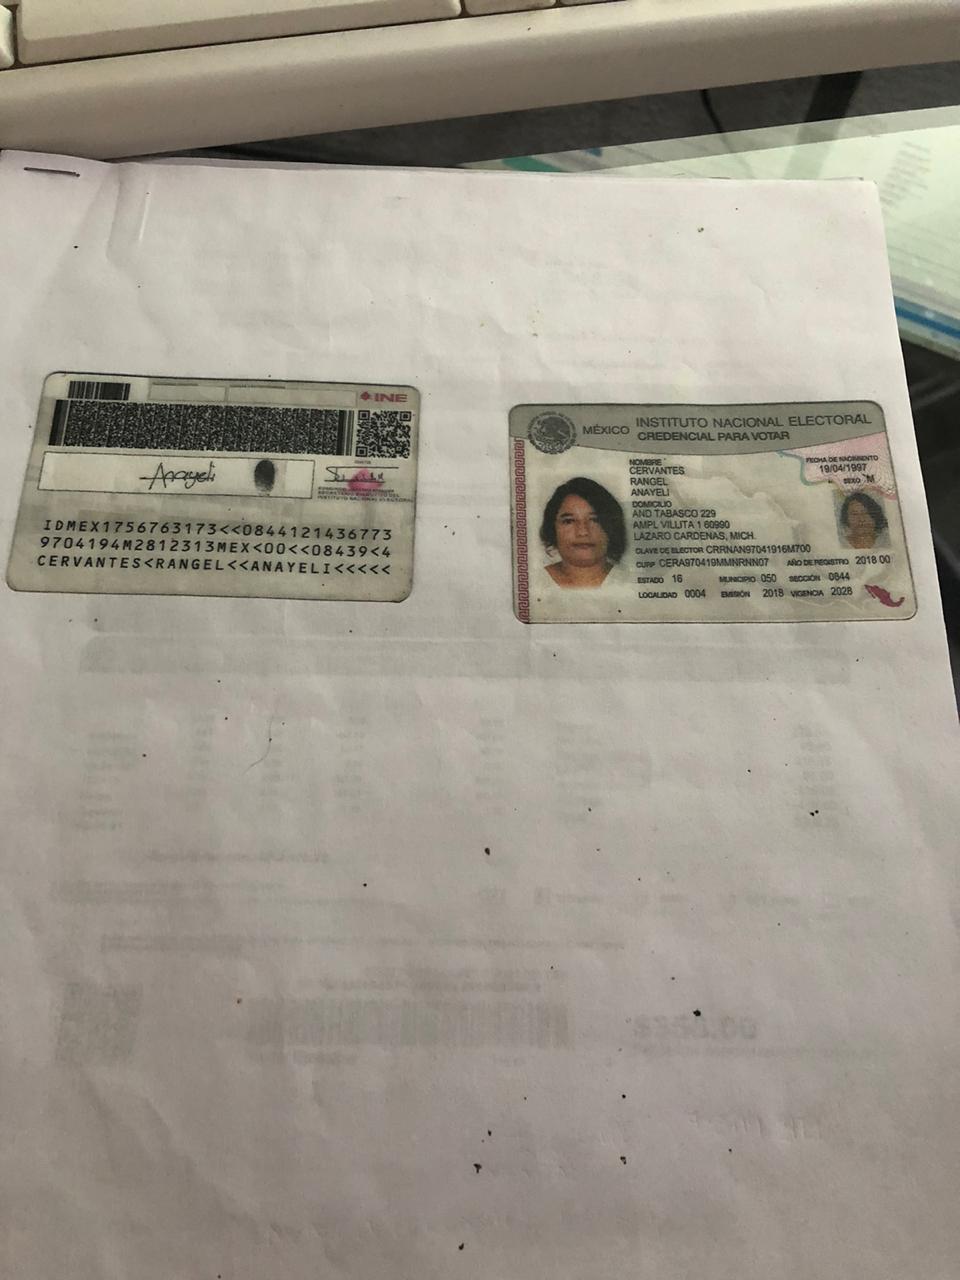 INE
Anayeli
IDMEX1756763173<<0844121436773
9704194M2812313MEX<00<<08439<4
CERVANTES<RANGEL<<ANAYELI<<<<<
MÉXICO INSTITUTO NACIONAL ELECTORAL
CREDENCIAL PARA VOTAR
NOMBRE
CERVANTES
RANGEL
ANAYELI
FECHA DE NACIMIENTO
19/04/1997
SEXO M
DOMICILIO
AND TABASCO 229
AMPL VILLITA 1 60990
LAZARO CARDENAS, MICH.
CLAVE DE ELECTOR CRRNAN97041916M700
CURP CERA970419MMNRNN07 AÑO DE REGISTRO 2018 00
ESTADO 16 MUNICIPIO 050 SECCIÓN 0844
LOCALIDAD 0004 EMISIÓN 2018 VIGENCIA 2028